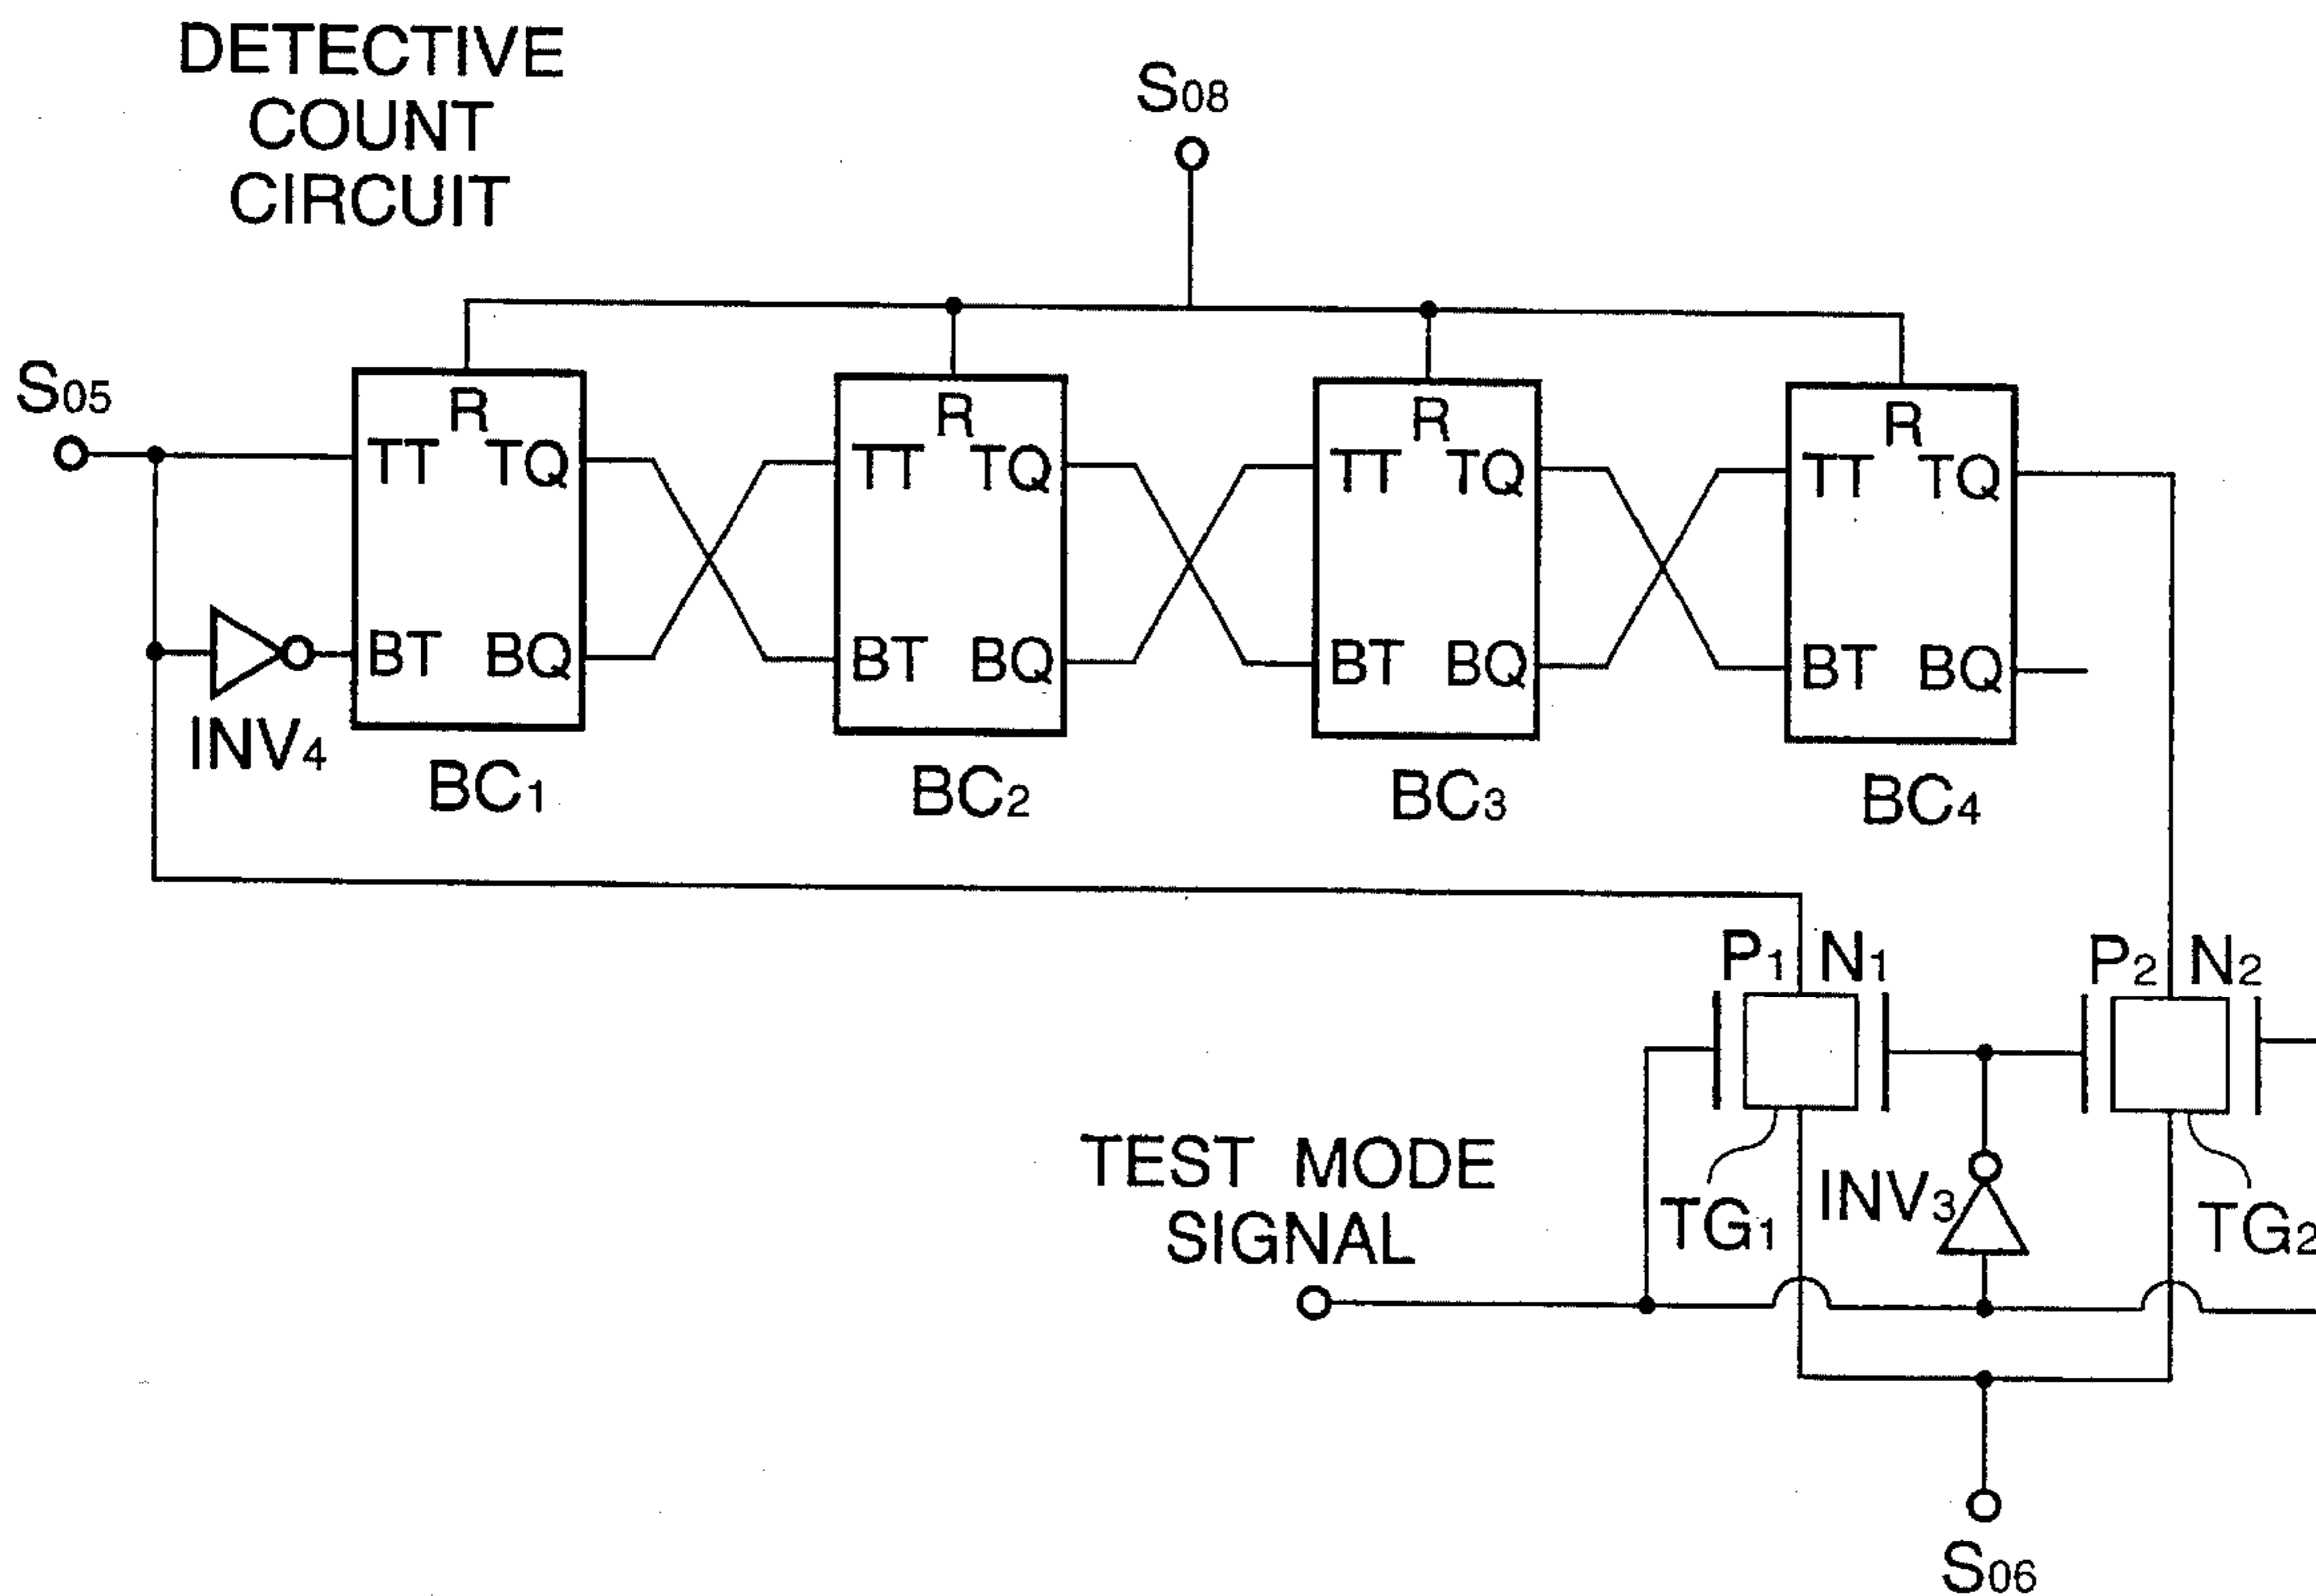 DETECTIVE
COUNT
CIRCUIT
S08
S05
R
R
R
R
TT TQ
TT TQ
TT TQ
TT TQ
BT BQ
BT BQ
BT BQ
BT BQ
INV4
BC1
BC2
BC3
BC4
P1 N1
P2 N2
TEST MODE
SIGNAL
TG1
INV3
TG2
S06